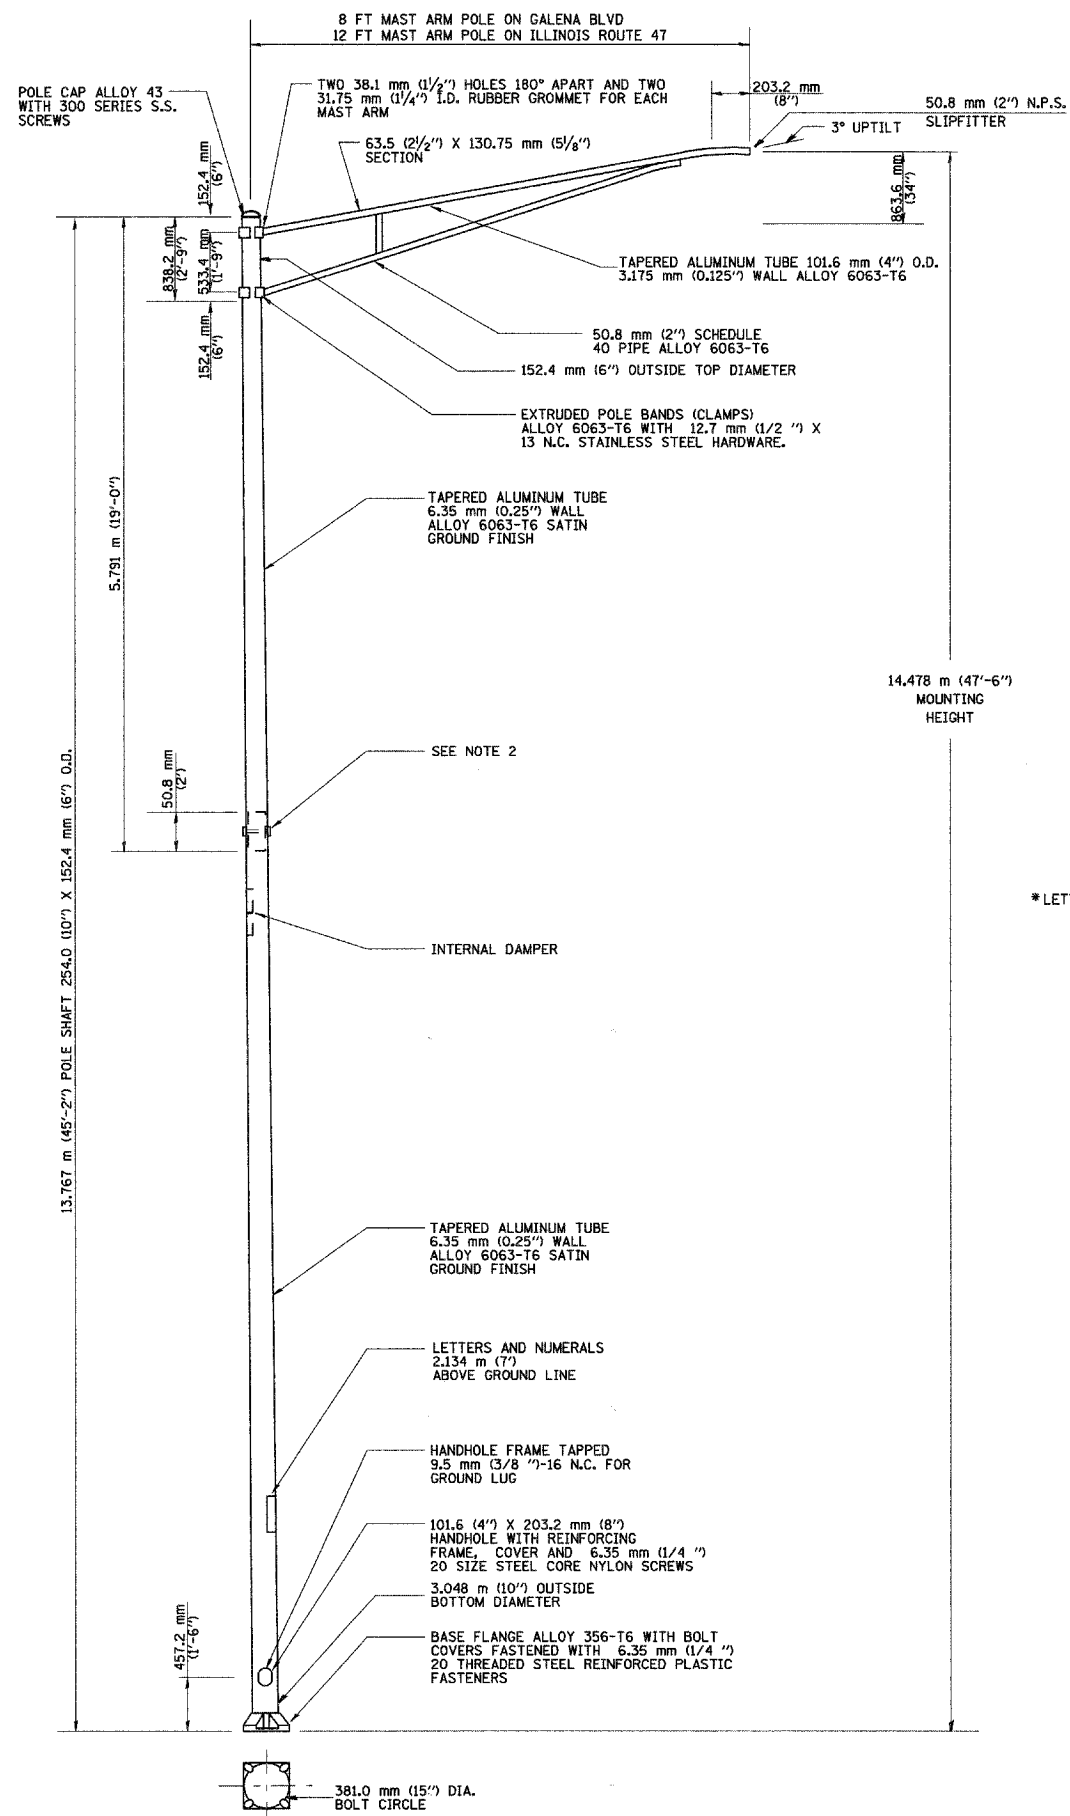 8 FT MAST ARM POLE ON GALENA BLVD
12 FT MAST ARM POLE ON ILLINOIS ROUTE 47
POLE CAP ALLOY 43
WITH 300 SERIES S.S.
SCREWS
TWO 38.1 mm (1 1/2") HOLES 180° APART AND TWO
31.75 mm (1 1/4") I.D. RUBBER GROMMET FOR EACH
MAST ARM
203.2 mm
(8")
50.8 mm (2") N.P.S.
SLIPFITTER
3° UPTILT
63.5 (2 1/2") X 130.75 mm (5 1/8")
SECTION
152.4 mm
(6")
863.6 mm
(34")
838.2 mm
(2'-9")
533.4 mm
(1'-9")
152.4 mm
(6")
TAPERED ALUMINUM TUBE 101.6 mm (4") O.D.
3.175 mm (0.125") WALL ALLOY 6063-T6
50.8 mm (2") SCHEDULE
40 PIPE ALLOY 6063-T6
152.4 mm (6") OUTSIDE TOP DIAMETER
EXTRUDED POLE BANDS (CLAMPS)
ALLOY 6063-T6 WITH 12.7 mm (1/2 ") X
13 N.C. STAINLESS STEEL HARDWARE.
5.791 m (19'-0")
TAPERED ALUMINUM TUBE
6.35 mm (0.25") WALL
ALLOY 6063-T6 SATIN
GROUND FINISH
14.478 m (47'-6")
MOUNTING
HEIGHT
13.767 m (45'-2") POLE SHAFT 254.0 (10") X 152.4 mm (6") O.D.
50.8 mm
(2')
SEE NOTE 2
*LET
INTERNAL DAMPER
TAPERED ALUMINUM TUBE
6.35 mm (0.25") WALL
ALLOY 6063-T6 SATIN
GROUND FINISH
LETTERS AND NUMERALS
2.134 m (7')
ABOVE GROUND LINE
HANDHOLE FRAME TAPPED
9.5 mm (3/8 ")-16 N.C. FOR
GROUND LUG
101.6 (4") X 203.2 mm (8")
HANDHOLE WITH REINFORCING
FRAME, COVER AND 6.35 mm (1/4 ")
20 SIZE STEEL CORE NYLON SCREWS
3.048 m (10") OUTSIDE
BOTTOM DIAMETER
457.2 mm
(1'-6")
BASE FLANGE ALLOY 356-T6 WITH BOLT
COVERS FASTENED WITH 6.35 mm (1/4 ")
20 THREADED STEEL REINFORCED PLASTIC
FASTENERS
381.0 mm (15") DIA.
BOLT CIRCLE